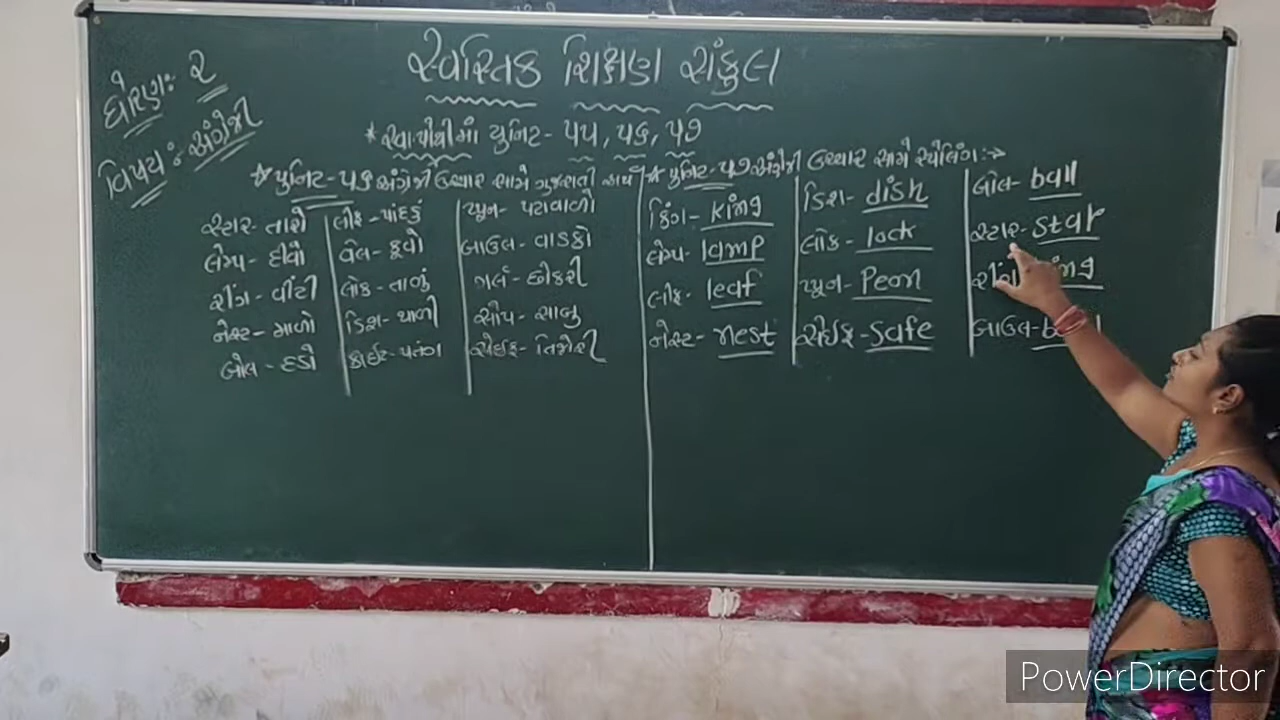 સ્વસ્તિક શિક્ષણ સંકુલ
ધોરણ: ૨
વિષય: અંગ્રેજી
* સ્વા.પોથીમાં યુનિટ- ૫૫, ૫૬, ૫૭
* યુનિટ-૫૬ અંગ્રેજી ઉચ્ચાર સામે ગુજરાતી અર્થ
સ્ટાર- તારો
લેમ્પ- દીવો
રીંગ- વીંટી
નેસ્ટ- માળો
બોલ- દડો
લીફ- પાંદડું
વેલ- કૂવો
લોક- તાળું
ડિશ- થાળી
કાઈટ- પતંગ
પ્યૂન- પટાવાળો
બાઉલ- વાડકો
ગર્લ- છોકરી
સોપ- સાબુ
સેઈફ- તિજોરી
* યુનિટ-૫૭ અંગ્રેજી ઉચ્ચાર સામે સ્પેલિંગ:→
કિંગ- king
લેમ્પ- lamp
લીફ- leaf
નેસ્ટ- nest
ડિશ- dish
લોક- lock
પ્યૂન- Peon
સેઈફ- safe
બોલ- ball
સ્ટાર- star
બાઉલ-
PowerDirector